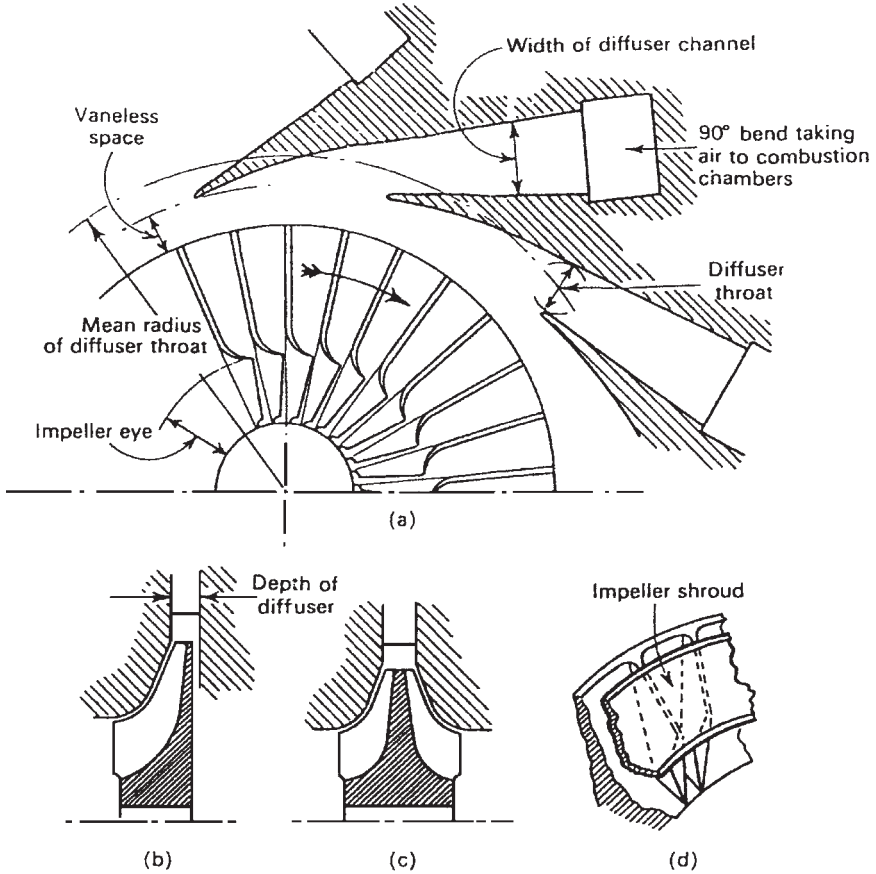 Width of diffuser channel
Vaneless
space
90° bend taking
air to combustion
chambers
Diffuser
throat
Mean radius
of diffuser throat
Impeller eye
(a)
Depth of
diffuser
Impeller shroud
(b)
(c)
(d)